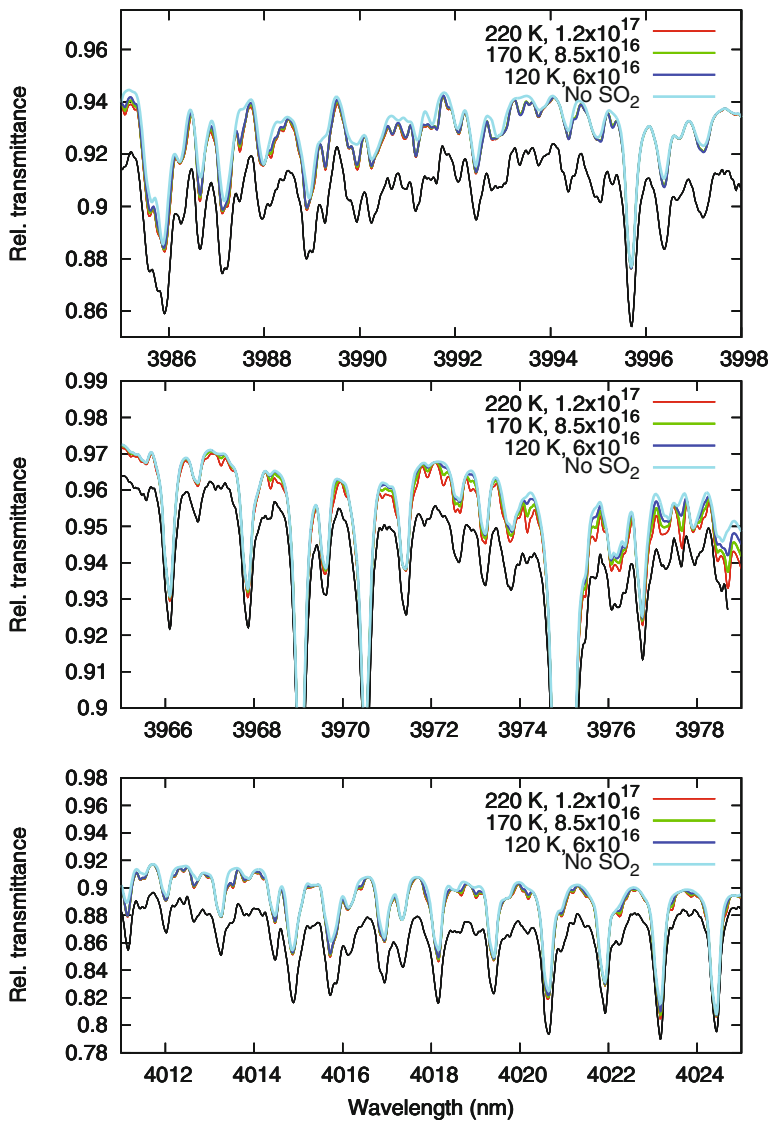 220 K, 1.2x10^17
170 K, 8.5x10^16
120 K, 6x10^16
No SO₂
Rel. transmittance
0.96
0.94
0.92
0.9
0.88
0.86
3986 3988 3990 3992 3994 3996 3998
220 K, 1.2x10^17
170 K, 8.5x10^16
120 K, 6x10^16
No SO₂
Rel. transmittance
0.99
0.98
0.97
0.96
0.95
0.94
0.93
0.92
0.91
0.9
3966 3968 3970 3972 3974 3976 3978
220 K, 1.2x10^17
170 K, 8.5x10^16
120 K, 6x10^16
No SO₂
Rel. transmittance
0.98
0.96
0.94
0.92
0.9
0.88
0.86
0.84
0.82
0.8
0.78
4012 4014 4016 4018 4020 4022 4024
Wavelength (nm)